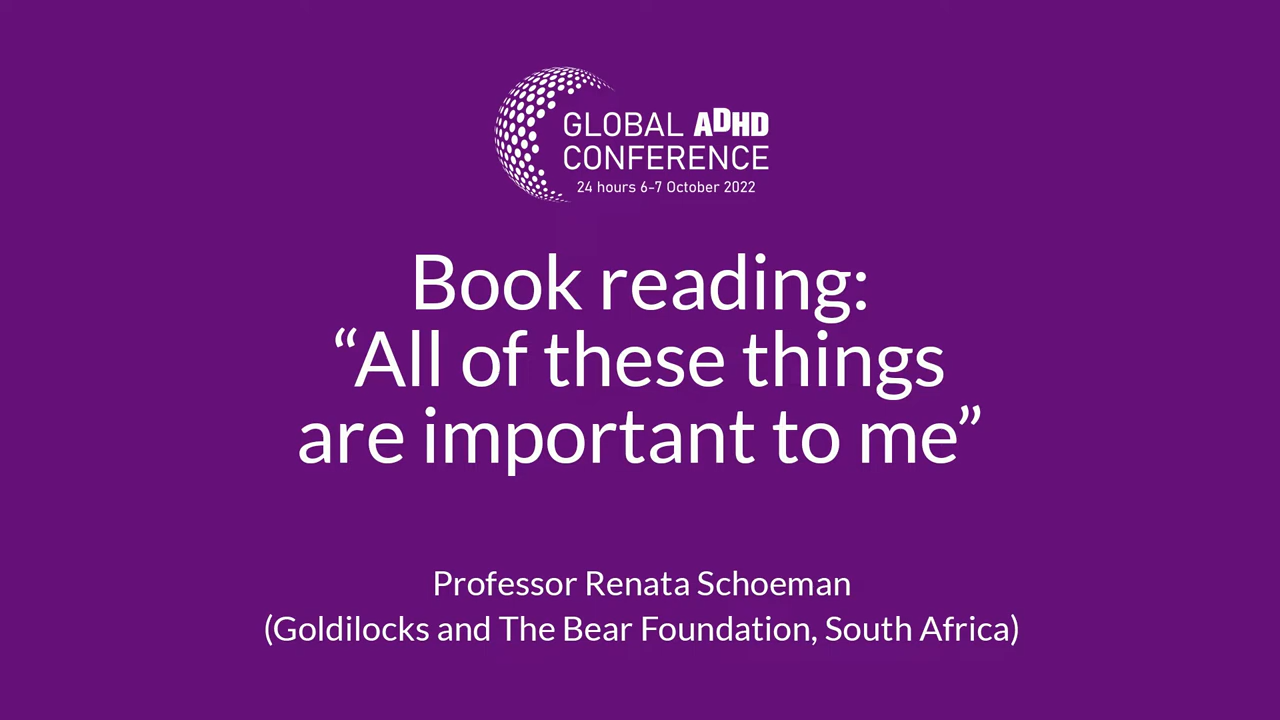 GLOBAL ADHD
CONFERENCE
24 hours 6-7 October 2022
Book reading:
“All of these things
are important to me”
Professor Renata Schoeman
(Goldilocks and The Bear Foundation, South Africa)